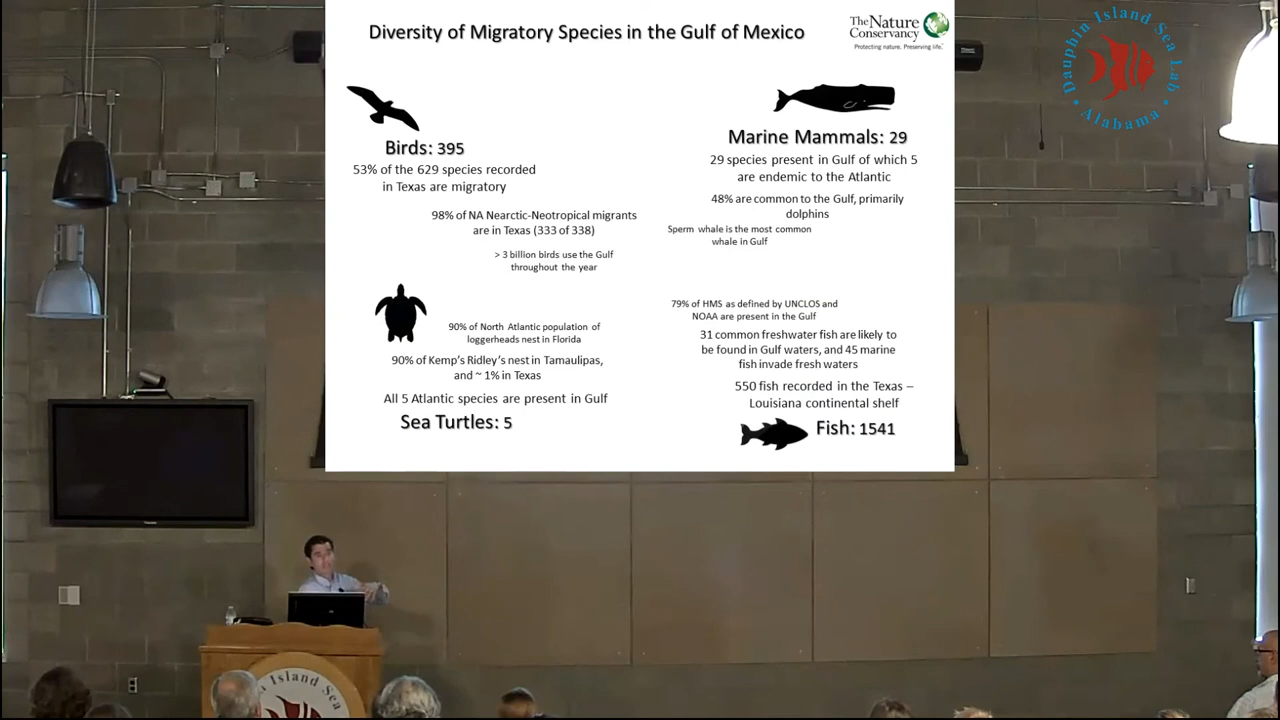 Diversity of Migratory Species in the Gulf of Mexico
The Nature
Conservancy
Protecting nature. Preserving life.
Dauphin Island Sea Lab
Alabama
Birds: 395
53% of the 629 species recorded
in Texas are migratory
98% of NA Nearctic-Neotropical migrants
are in Texas (333 of 338)
> 3 billion birds use the Gulf
throughout the year
Marine Mammals: 29
29 species present in Gulf of which 5
are endemic to the Atlantic
48% are common to the Gulf, primarily
dolphins
Sperm whale is the most common
whale in Gulf
90% of North Atlantic population of
loggerheads nest in Florida
90% of Kemp's Ridley's nest in Tamaulipas,
and ~ 1% in Texas
All 5 Atlantic species are present in Gulf
Sea Turtles: 5
79% of HMS as defined by UNCLOS and
NOAA are present in the Gulf
31 common freshwater fish are likely to
be found in Gulf waters, and 45 marine
fish invade fresh waters
550 fish recorded in the Texas –
Louisiana continental shelf
Fish: 1541
Island Sea